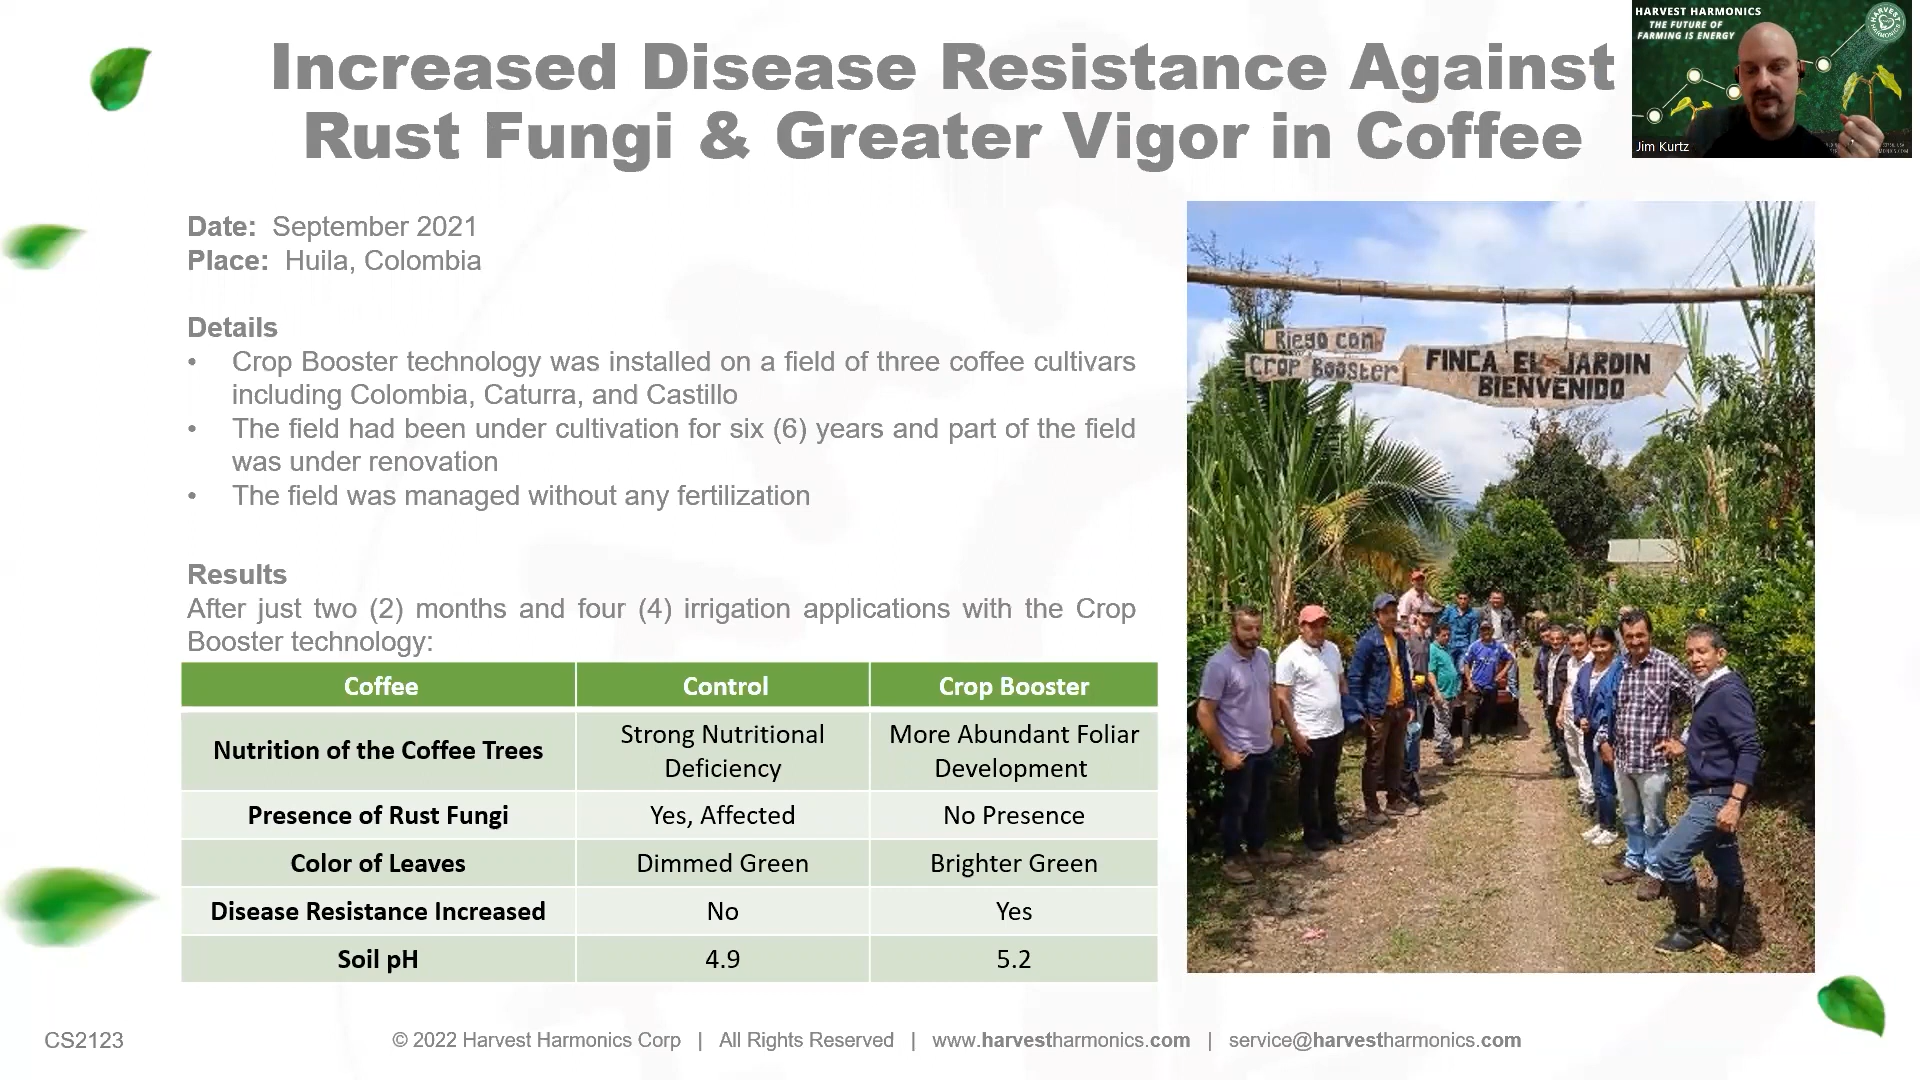 Increased Disease Resistance Against
Rust Fungi & Greater Vigor in Coffee
HARVEST HARMONICS
THE FUTURE OF
FARMING IS ENERGY
Jim Kurtz
Date: September 2021
Place: Huila, Colombia
Details
• Crop Booster technology was installed on a field of three coffee cultivars
including Colombia, Caturra, and Castillo
• The field had been under cultivation for six (6) years and part of the field
was under renovation
• The field was managed without any fertilization
Results
After just two (2) months and four (4) irrigation applications with the Crop
Booster technology:
Coffee Control Crop Booster
Nutrition of the Coffee Trees Strong Nutritional Deficiency More Abundant Foliar Development
Presence of Rust Fungi Yes, Affected No Presence
Color of Leaves Dimmed Green Brighter Green
Disease Resistance Increased No Yes
Soil pH 4.9 5.2
Riego con
Crop Booster
FINCA EL JARDIN
BIENVENIDO
CS2123
© 2022 Harvest Harmonics Corp | All Rights Reserved | www.harvestharmonics.com | service@harvestharmonics.com